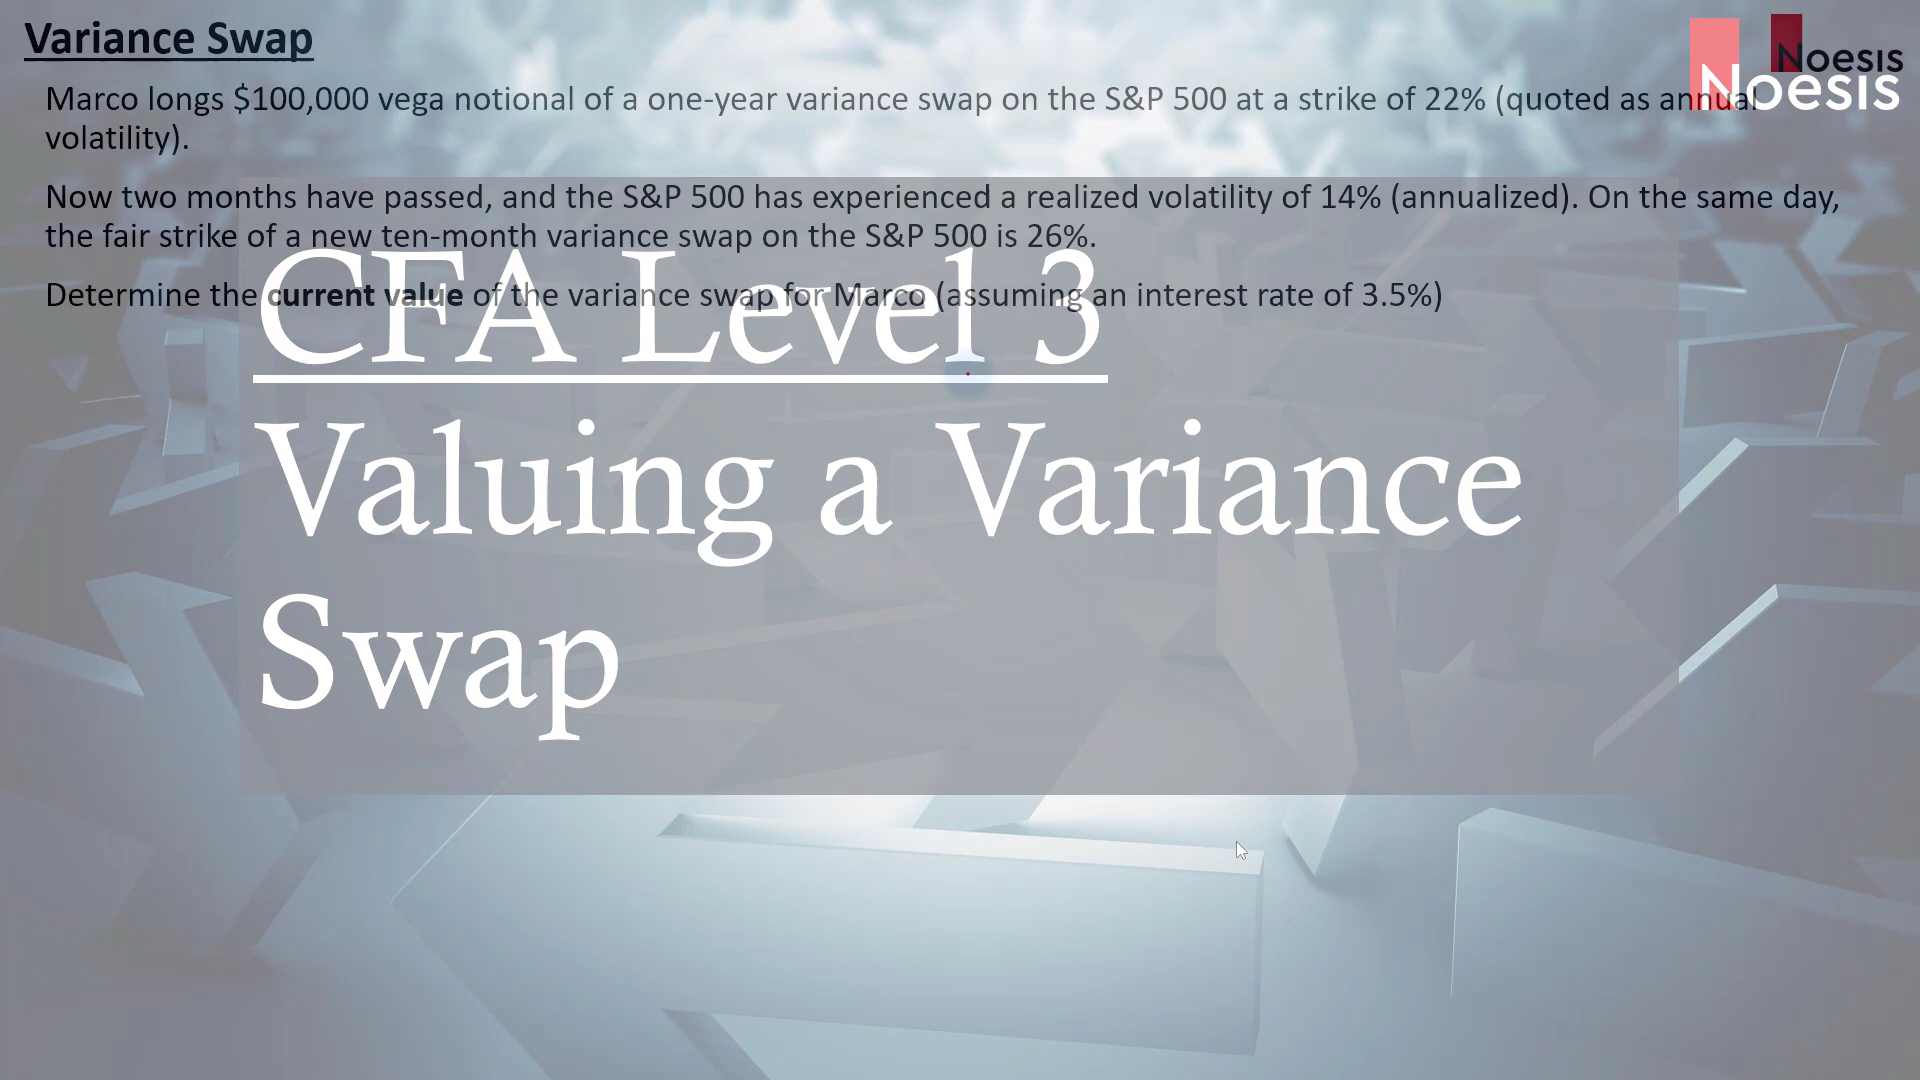 Variance Swap
Noesis
Noesis
Marco longs $100,000 vega notional of a one-year variance swap on the S&P 500 at a strike of 22% (quoted as annual
volatility).
Now two months have passed, and the S&P 500 has experienced a realized volatility of 14% (annualized). On the same day,
the fair strike of a new ten-month variance swap on the S&P 500 is 26%.
Determine the current value of the variance swap for Marco (assuming an interest rate of 3.5%)
CFA Level 3
Valuing a Variance
Swap